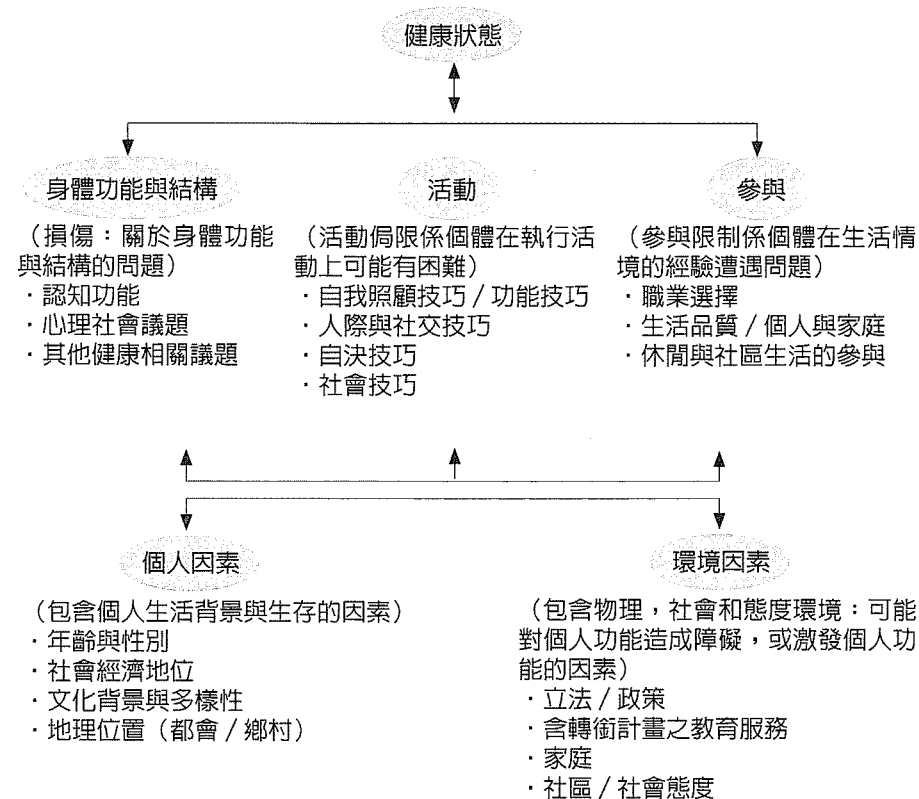 健康狀態
身體功能與結構
(損傷：關於身體功能
與結構的問題)
·認知功能
·心理社會議題
·其他健康相關議題
活動
(活動侷限係個體在執行活
動上可能有困難)
·自我照顧技巧/功能技巧
·人際與社交技巧
·自決技巧
·社會技巧
參與
(參與限制係個體在生活情
境的經驗遭遇問題)
·職業選擇
·生活品質/個人與家庭
·休閒與社區生活的參與
個人因素
(包含個人生活背景與生存的因素)
·年齡與性別
·社會經濟地位
·文化背景與多樣性
·地理位置(都會/鄉村)
環境因素
(包含物理，社會和態度環境：可能
對個人功能造成障礙，或激發個人功
能的因素)
·立法/政策
·含轉銜計畫之教育服務
·家庭
·社區/社會態度